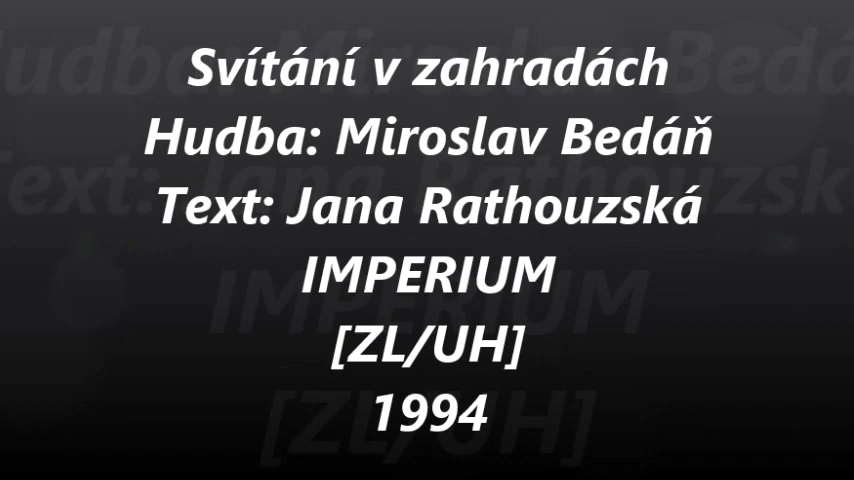 Svítání v zahradách
Hudba: Miroslav Bedáň
Text: Jana Rathouzská
IMPERIUM
[ZL/UH]
1994